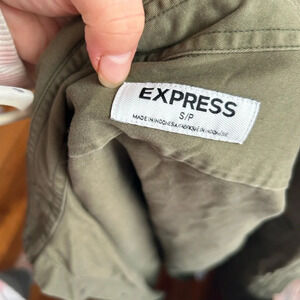 EXPRESS
S/P
MADE IN INDONESIA/FABRIQUÉ EN INDONÉSIE